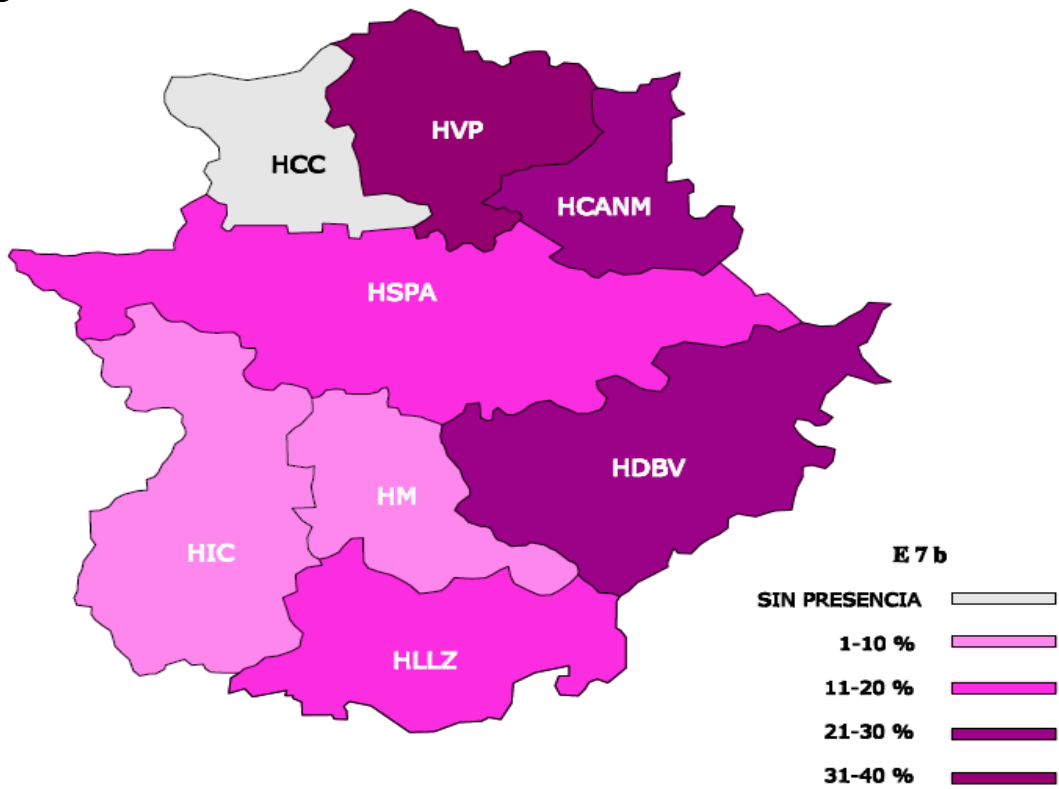 HVP
HCC
HCANM
HSPA
HDBV
HM
HIC
HLLZ
E 7 b
SIN PRESENCIA
1-10 %
11-20 %
21-30 %
31-40 %